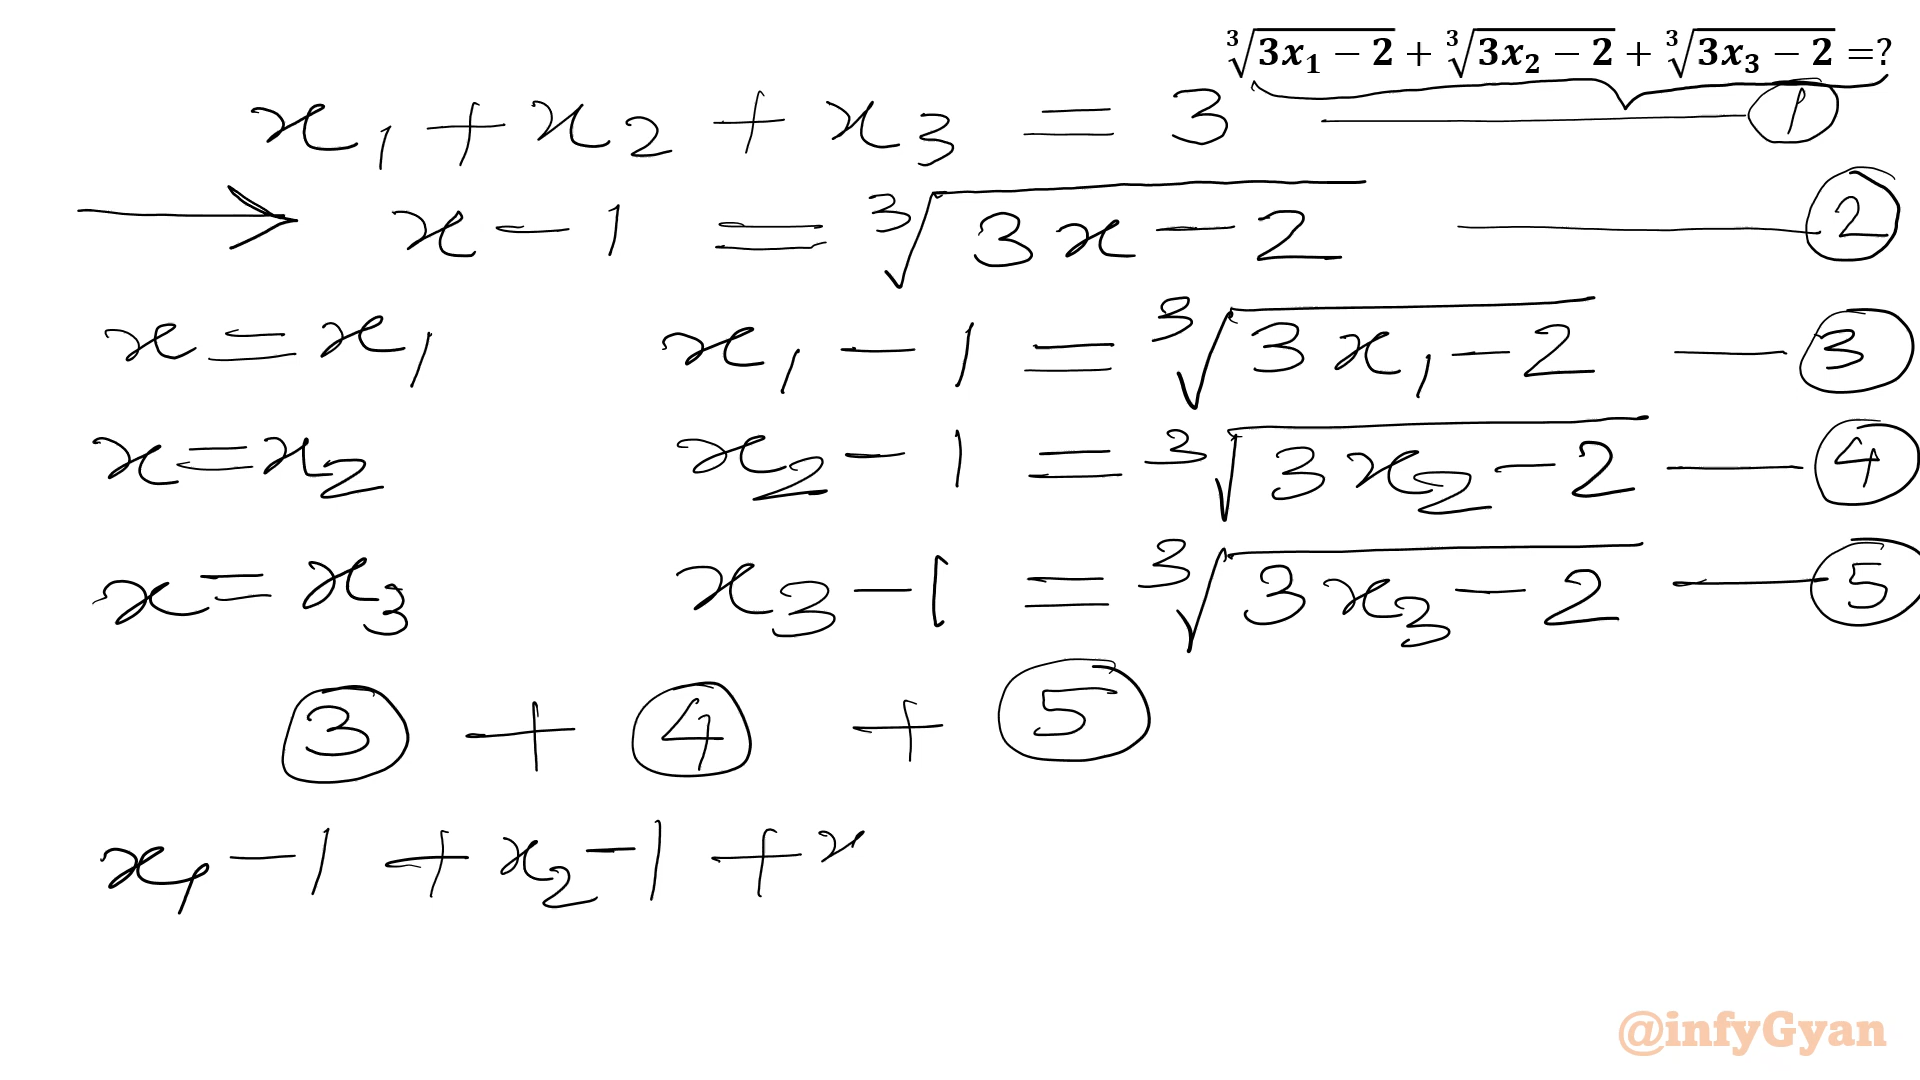 ∛(3x₁ − 2) + ∛(3x₂ − 2) + ∛(3x₃ − 2) =?
x₁ + x₂ + x₃ = 3 — ①
→ x − 1 = ∛(3x − 2) — ②
x = x₁ x₁ − 1 = ∛(3x₁ − 2) — ③
x = x₂ x₂ − 1 = ∛(3x₂ − 2) — ④
x = x₃ x₃ − 1 = ∛(3x₃ − 2) — ⑤
③ + ④ + ⑤
x₁ − 1 + x₂ − 1 + x
@infyGyan